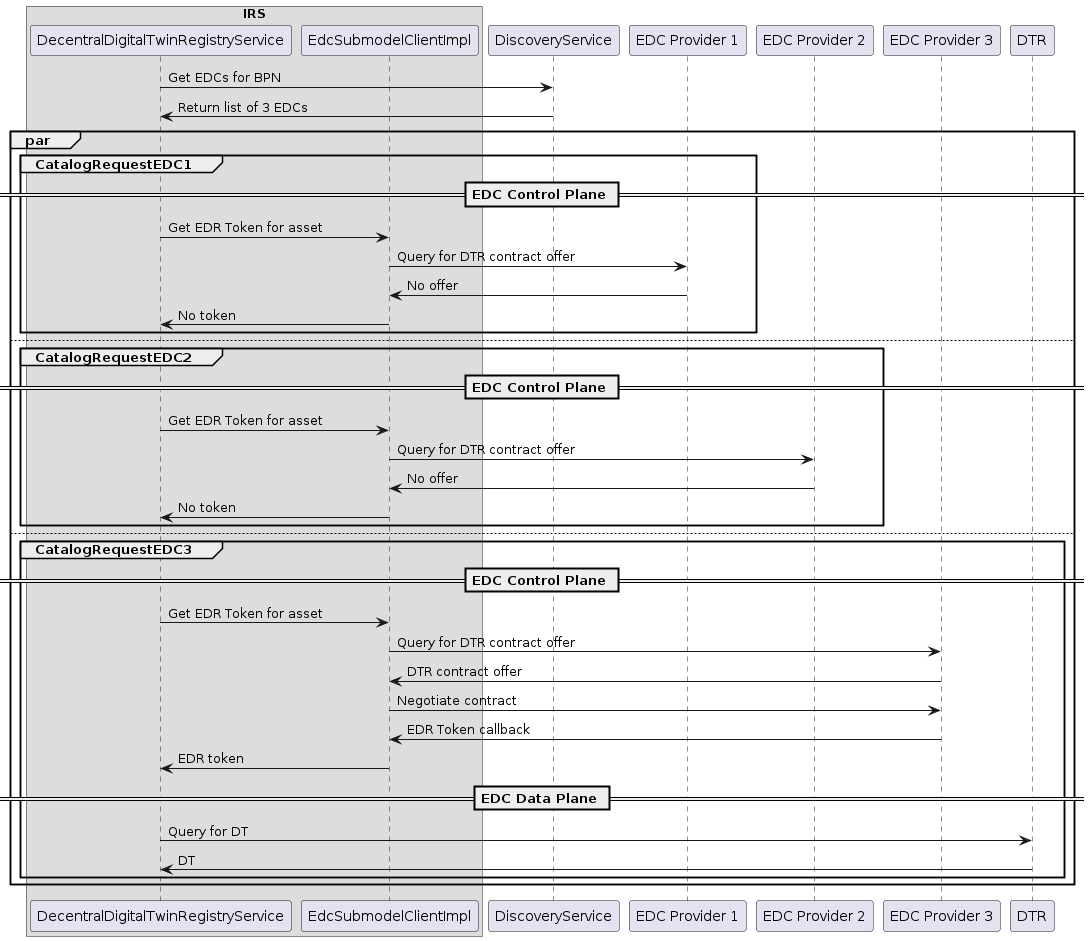 IRS
DecentralDigitalTwinRegistryService
EdcSubmodelClientImpl
DiscoveryService
EDC Provider 1
EDC Provider 2
EDC Provider 3
DTR
Get EDCs for BPN
Return list of 3 EDCs
par
CatalogRequestEDC1
EDC Control Plane
Get EDR Token for asset
Query for DTR contract offer
No offer
No token
CatalogRequestEDC2
EDC Control Plane
Get EDR Token for asset
Query for DTR contract offer
No offer
No token
CatalogRequestEDC3
EDC Control Plane
Get EDR Token for asset
Query for DTR contract offer
DTR contract offer
Negotiate contract
EDR Token callback
EDR token
EDC Data Plane
Query for DT
DT
DecentralDigitalTwinRegistryService
EdcSubmodelClientImpl
DiscoveryService
EDC Provider 1
EDC Provider 2
EDC Provider 3
DTR